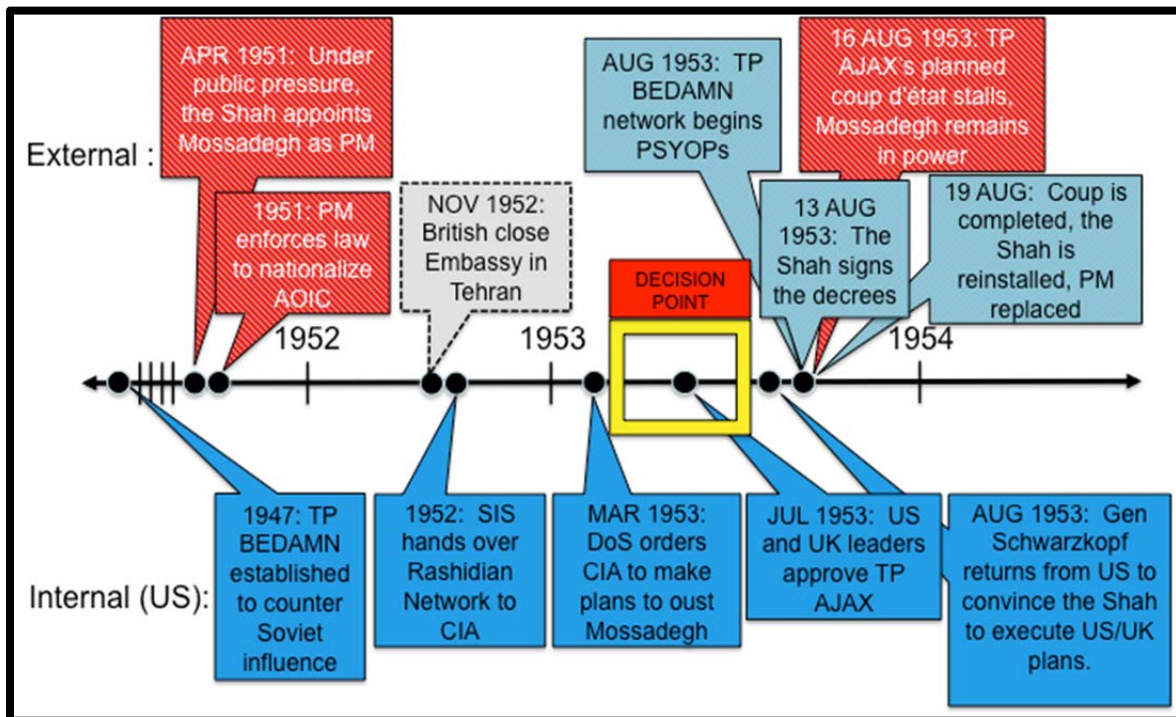 External :
APR 1951: Under
public pressure,
the Shah appoints
Mossadegh as PM
1951: PM
enforces law
to nationalize
AOIC
NOV 1952:
British close
Embassy in
Tehran
AUG 1953: TP
BEDAMN
network begins
PSYOPs
16 AUG 1953: TP
AJAX's planned
coup d'état stalls,
Mossadegh remains
in power
13 AUG
1953: The
Shah signs
the decrees
19 AUG: Coup is
completed, the
Shah is
reinstalled, PM
replaced
DECISION
POINT
1952
1953
1954
Internal (US):
1947: TP
BEDAMN
established
to counter
Soviet
influence
1952: SIS
hands over
Rashidian
Network to
CIA
MAR 1953:
DoS orders
CIA to make
plans to oust
Mossadegh
JUL 1953: US
and UK leaders
approve TP
AJAX
AUG 1953: Gen
Schwarzkopf
returns from US to
convince the Shah
to execute US/UK
plans.